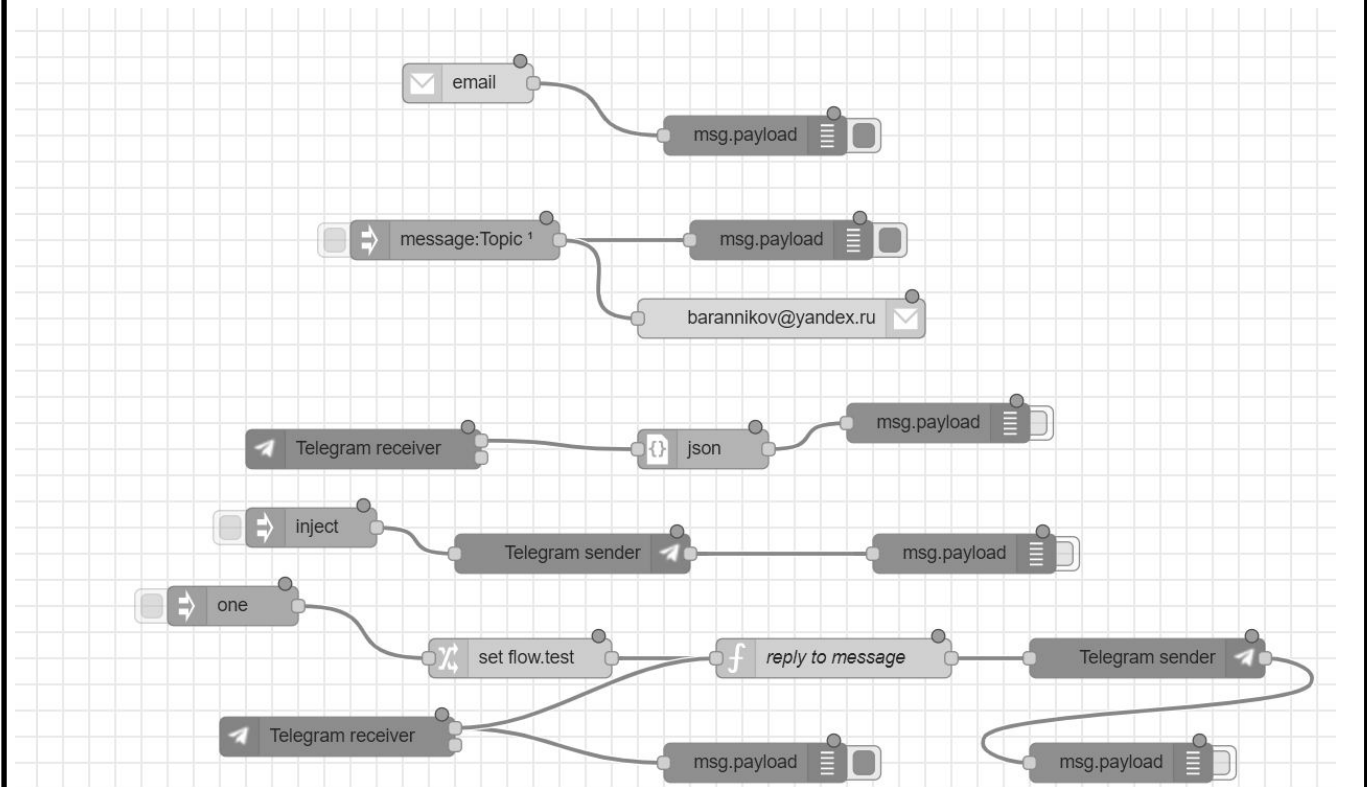 email
msg.payload
message:Topic ¹
msg.payload
barannikov@yandex.ru
msg.payload
Telegram receiver
json
inject
Telegram sender
msg.payload
one
set flow.test
reply to message
Telegram sender
Telegram receiver
msg.payload
msg.payload